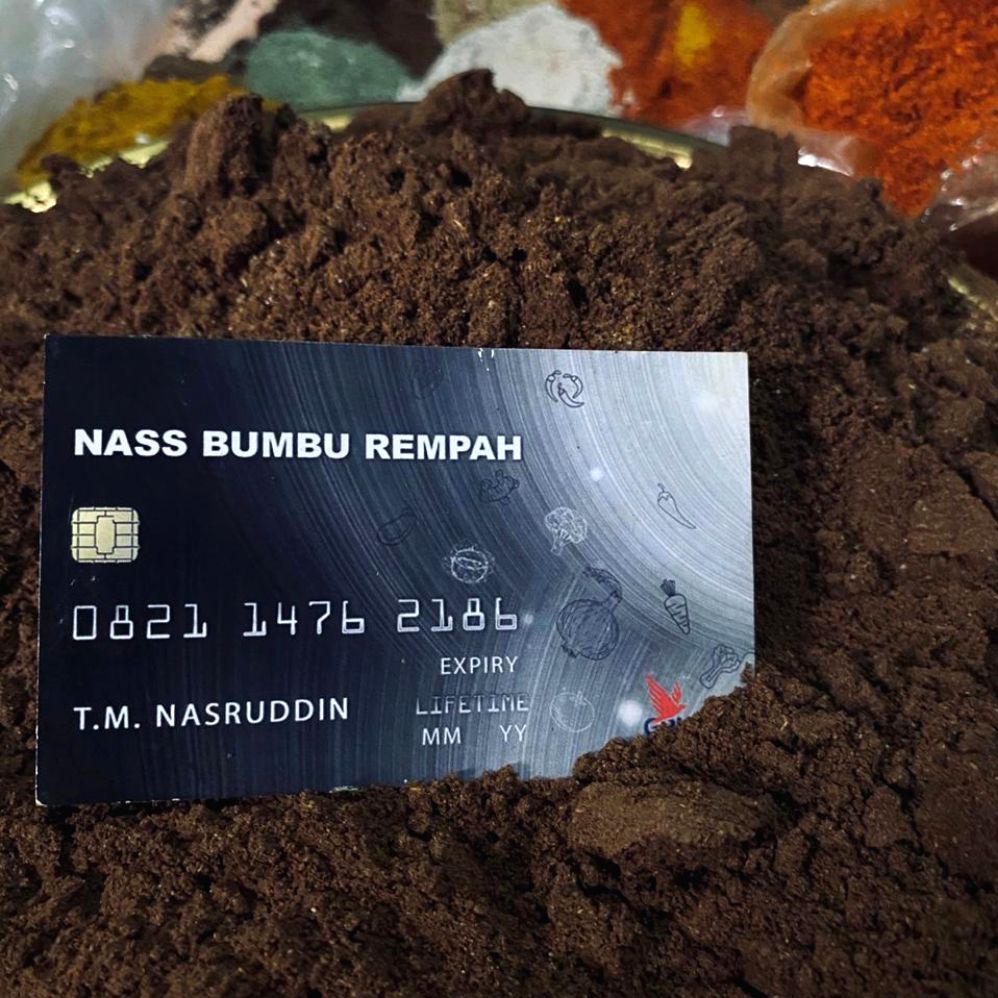 NASS BUMBU REMPAH
0821 1476 2186
EXPIRY
T.M. NASRUDDIN
LIFETIME
MM YY